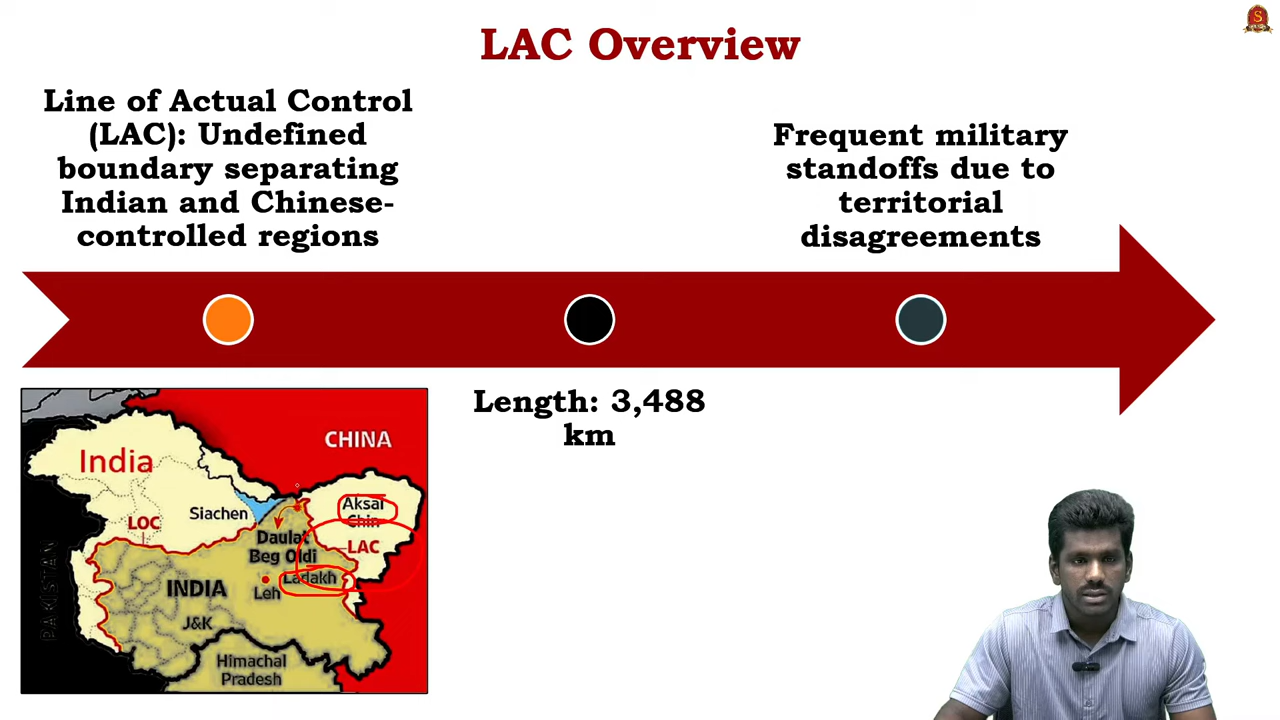 LAC Overview
Line of Actual Control
(LAC): Undefined
boundary separating
Indian and Chinese-
controlled regions
Frequent military
standoffs due to
territorial
disagreements
Length: 3,488
km
CHINA
India
Siachen
Aksai
Chin
LOC
Daulat
Beg Oldi
LAC
PAKISTAN
INDIA
Leh
Ladakh
J&K
Himachal
Pradesh
S